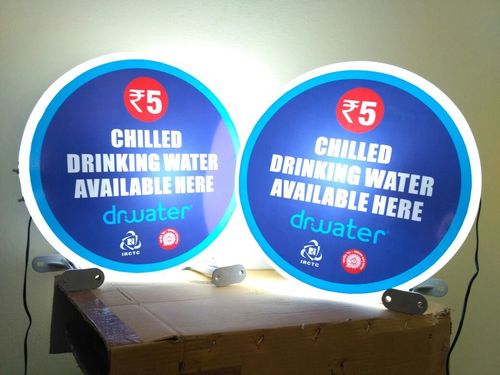 ₹5
CHILLED
DRINKING WATER
AVAILABLE HERE
drwater
IRCTC
₹5
CHILLED
DRINKING WATER
AVAILABLE HERE
drwater
IRCTC